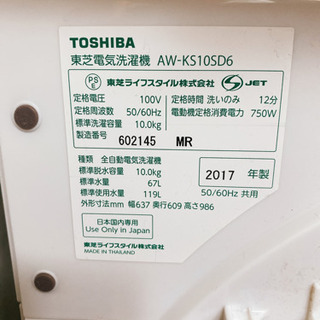 TOSHIBA
東芝電気洗濯機 AW-KS10SD6
PS E 東芝ライフスタイル株式会社 S JET
定格電圧 100V 定格時間 洗いのみ 12分
定格周波数 50/60Hz 電動機定格消費電力 750W
標準洗濯容量 10.0kg
製造番号 602145 MR
種類 全自動電気洗濯機
標準脱水容量 10.0kg
標準水量 67L
標準使用水量 119L
2017 年製
50/60Hz 共用
外形寸法mm 幅637 奥行609 高さ986
日本国内専用
Use Only in Japan
東芝ライフスタイル株式会社
MADE IN THAILAND